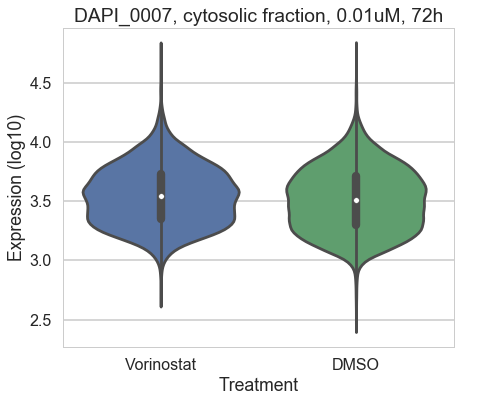 DAPI_0007, cytosolic fraction, 0.01uM, 72h
4.5
4.0
3.5
3.0
2.5
Expression (log10)
Vorinostat
DMSO
Treatment